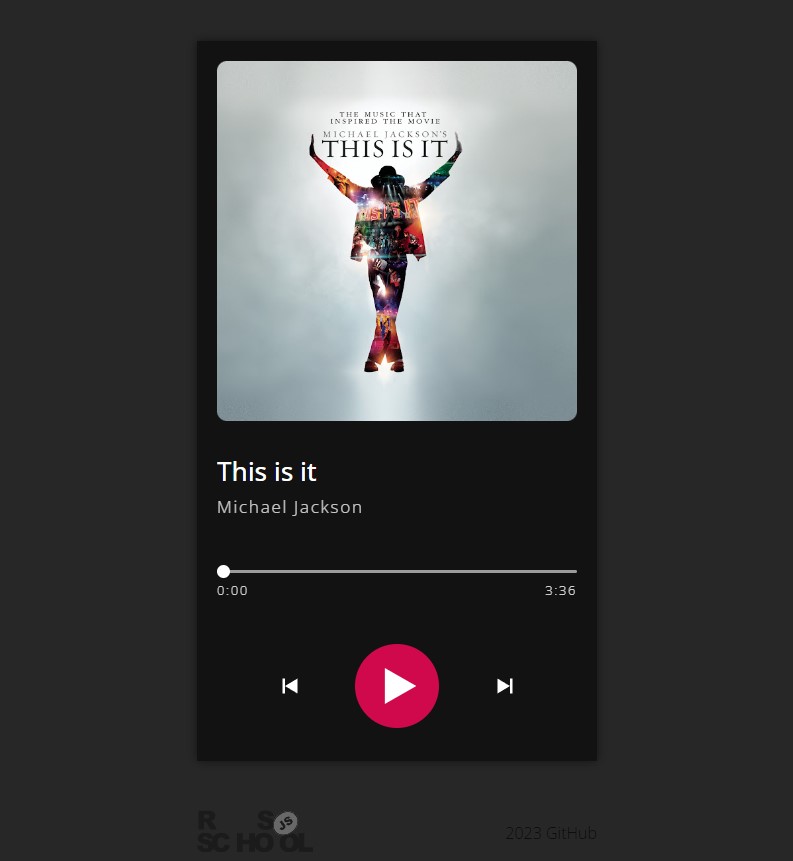 THE MUSIC THAT
INSPIRED THE MOVIE
MICHAEL JACKSON'S
THIS IS IT
This is it
Michael Jackson
0:00 3:36
R S JS
SCHOOL
2023 GitHub